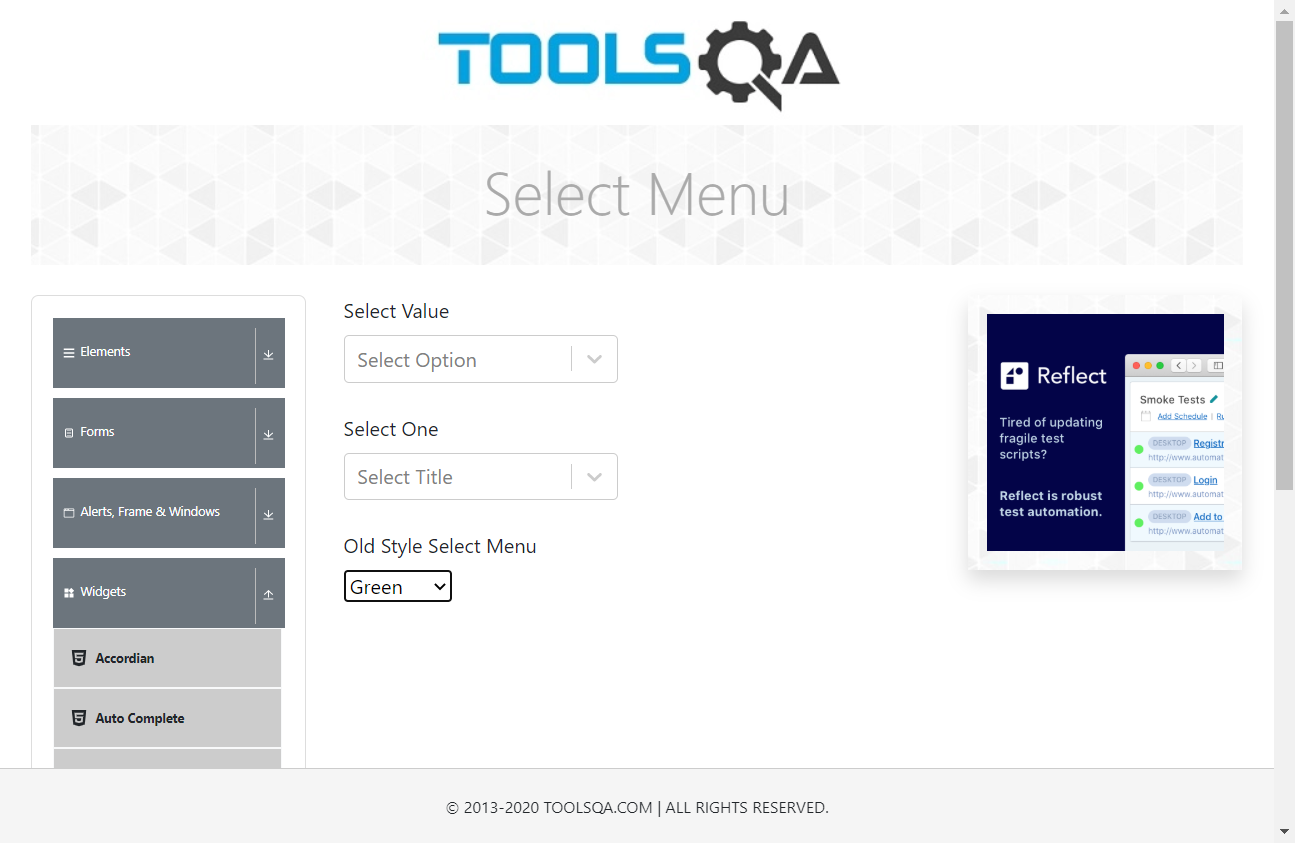 TOOLSQA
Select Menu
Elements
Forms
Alerts, Frame & Windows
Widgets
Accordian
Auto Complete
Select Value
Select Option
Select One
Select Title
Old Style Select Menu
Green
Reflect
Tired of updating
fragile test
scripts?
Reflect is robust
test automation.
Smoke Tests
Add Schedule | Ru
DESKTOP Registr
http://www.automat
DESKTOP Login
http://www.automat
DESKTOP Add to
http://www.automat
© 2013-2020 TOOLSQA.COM | ALL RIGHTS RESERVED.